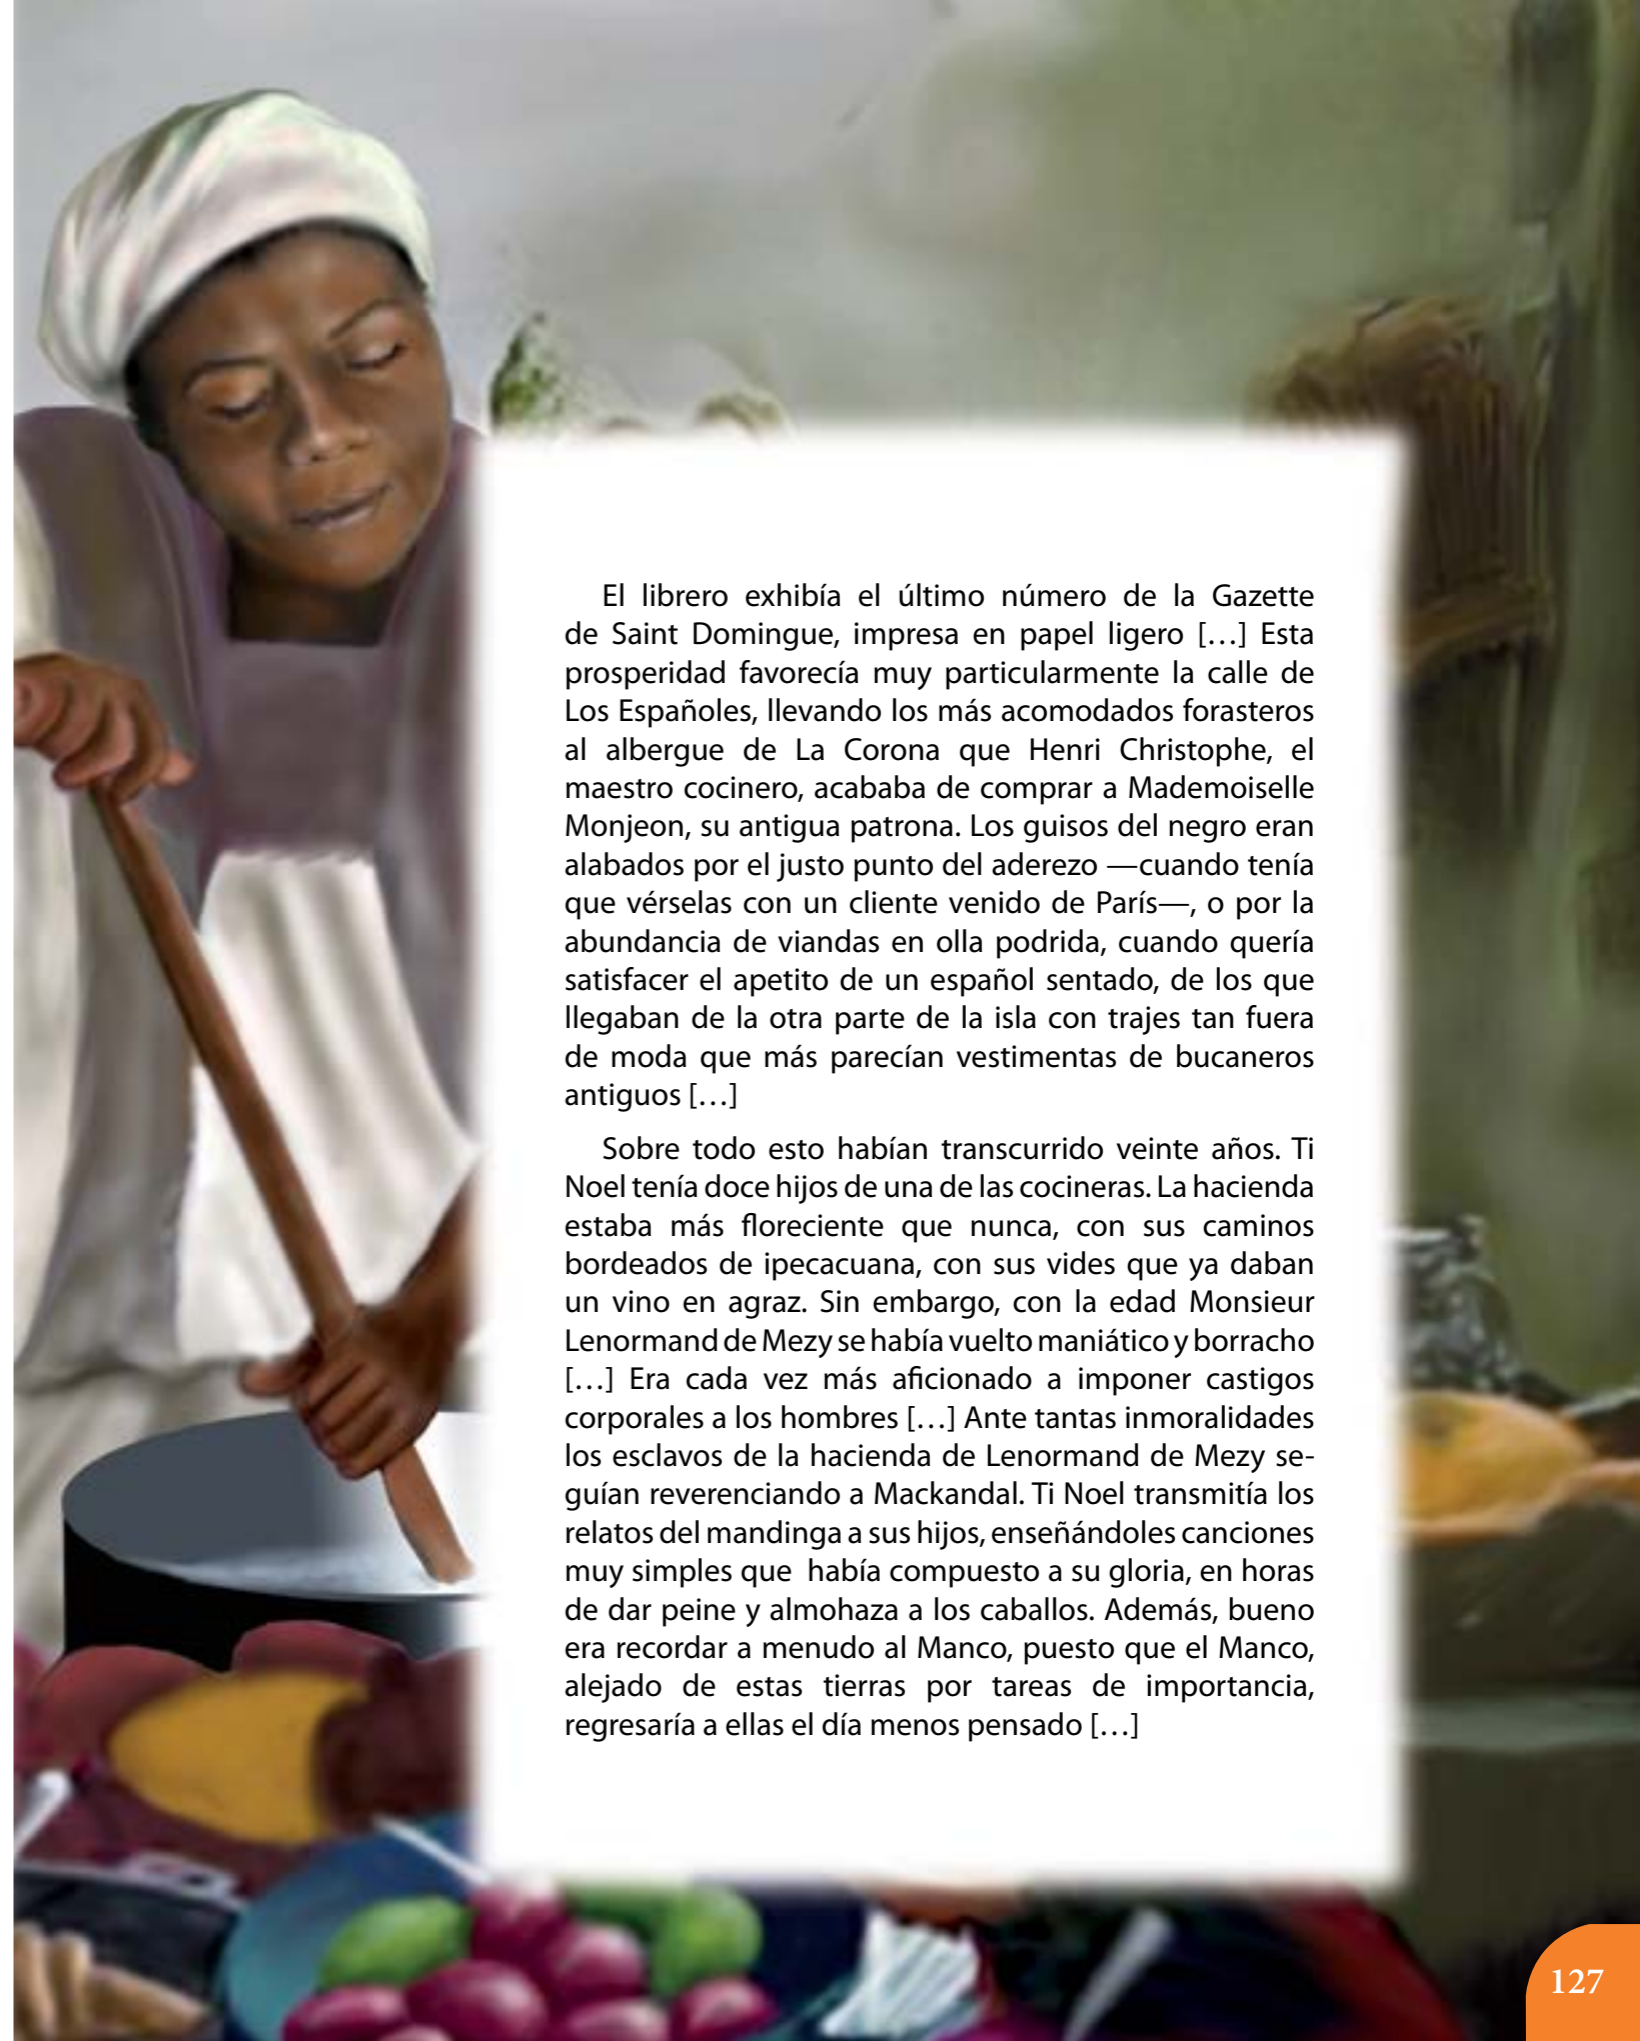 El librero exhibía el último número de la Gazette
de Saint Domingue, impresa en papel ligero […] Esta
prosperidad favorecía muy particularmente la calle de
Los Españoles, llevando los más acomodados forasteros
al albergue de La Corona que Henri Christophe, el
maestro cocinero, acababa de comprar a Mademoiselle
Monjeon, su antigua patrona. Los guisos del negro eran
alabados por el justo punto del aderezo —cuando tenía
que vérselas con un cliente venido de París—, o por la
abundancia de viandas en olla podrida, cuando quería
satisfacer el apetito de un español sentado, de los que
llegaban de la otra parte de la isla con trajes tan fuera
de moda que más parecían vestimentas de bucaneros
antiguos […]
Sobre todo esto habían transcurrido veinte años. Ti
Noel tenía doce hijos de una de las cocineras. La hacienda
estaba más floreciente que nunca, con sus caminos
bordeados de ipecacuana, con sus vides que ya daban
un vino en agraz. Sin embargo, con la edad Monsieur
Lenormand de Mezy se había vuelto maniático y borracho
[…] Era cada vez más aficionado a imponer castigos
corporales a los hombres […] Ante tantas inmoralidades
los esclavos de la hacienda de Lenormand de Mezy se-
guían reverenciando a Mackandal. Ti Noel transmitía los
relatos del mandinga a sus hijos, enseñándoles canciones
muy simples que había compuesto a su gloria, en horas
de dar peine y almohaza a los caballos. Además, bueno
era recordar a menudo al Manco, puesto que el Manco,
alejado de estas tierras por tareas de importancia,
regresaría a ellas el día menos pensado […]
127